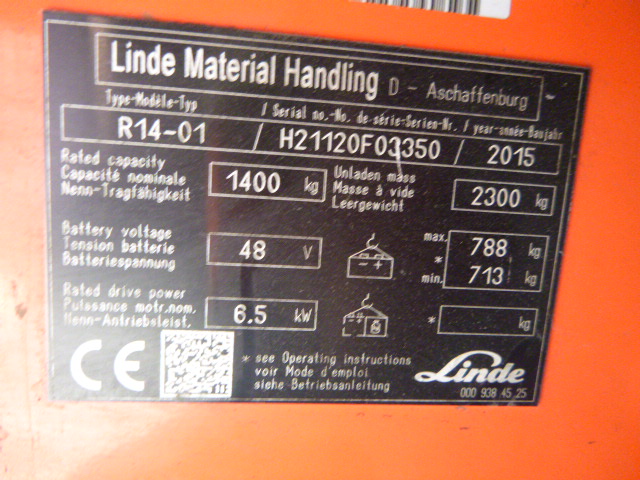 Linde Material Handling D - Aschaffenburg -
Type-Modèle-Typ / Serial no.-No. de série-Serien-Nr. / year-année-Baujahr
R14-01 / H21120F03350 / 2015
Rated capacity
Capacité nominale
Nenn-Tragfähigkeit
1400 kg
Unladen mass
Masse à vide
Leergewicht
2300 kg
Battery voltage
Tension batterie
Batteriespannung
48 V
max. 788 kg
*
min. 713 kg
Rated drive power
Puissance motr.nom.
Nenn-Antriebsleist.
6.5 kW
* kg
CE
* see Operating instructions
voir Mode d'emploi
siehe Betriebsanleitung
Linde
000 938 45 25